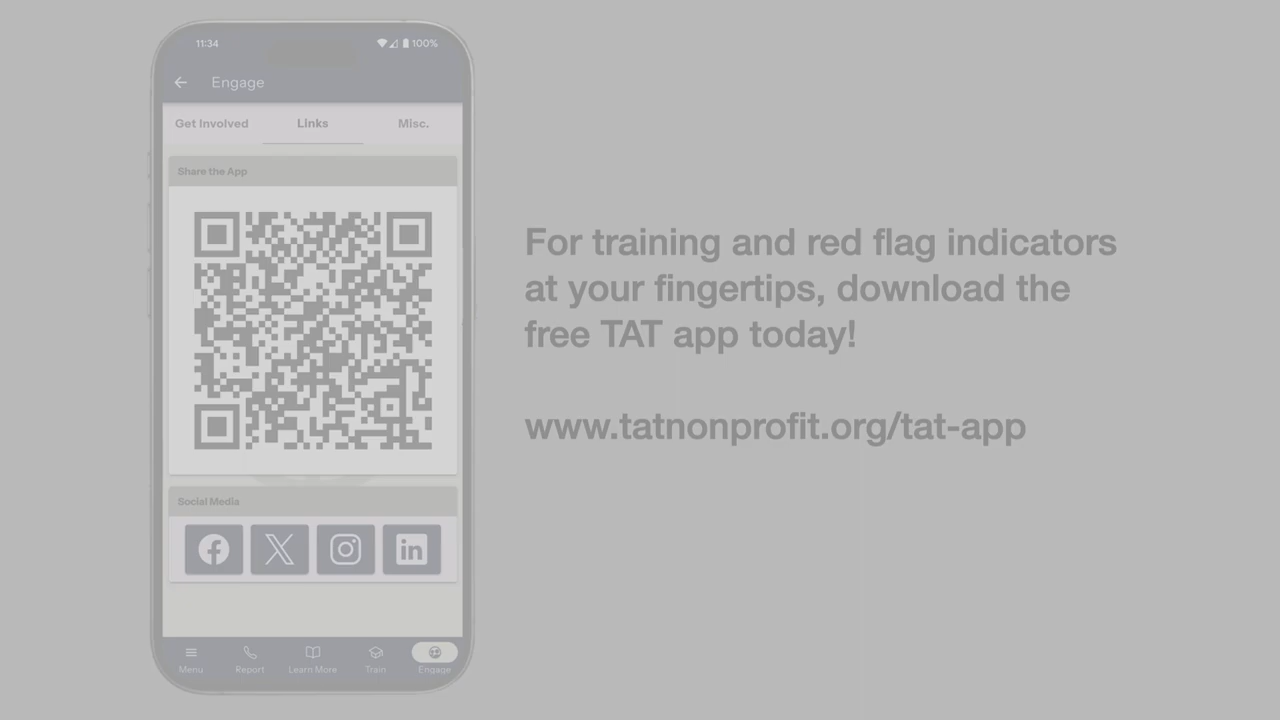 11:34
100%
Engage
Get Involved
Links
Misc.
Share the App
Social Media
Menu
Report
Learn More
Train
Engage
For training and red flag indicators
at your fingertips, download the
free TAT app today!
www.tatnonprofit.org/tat-app